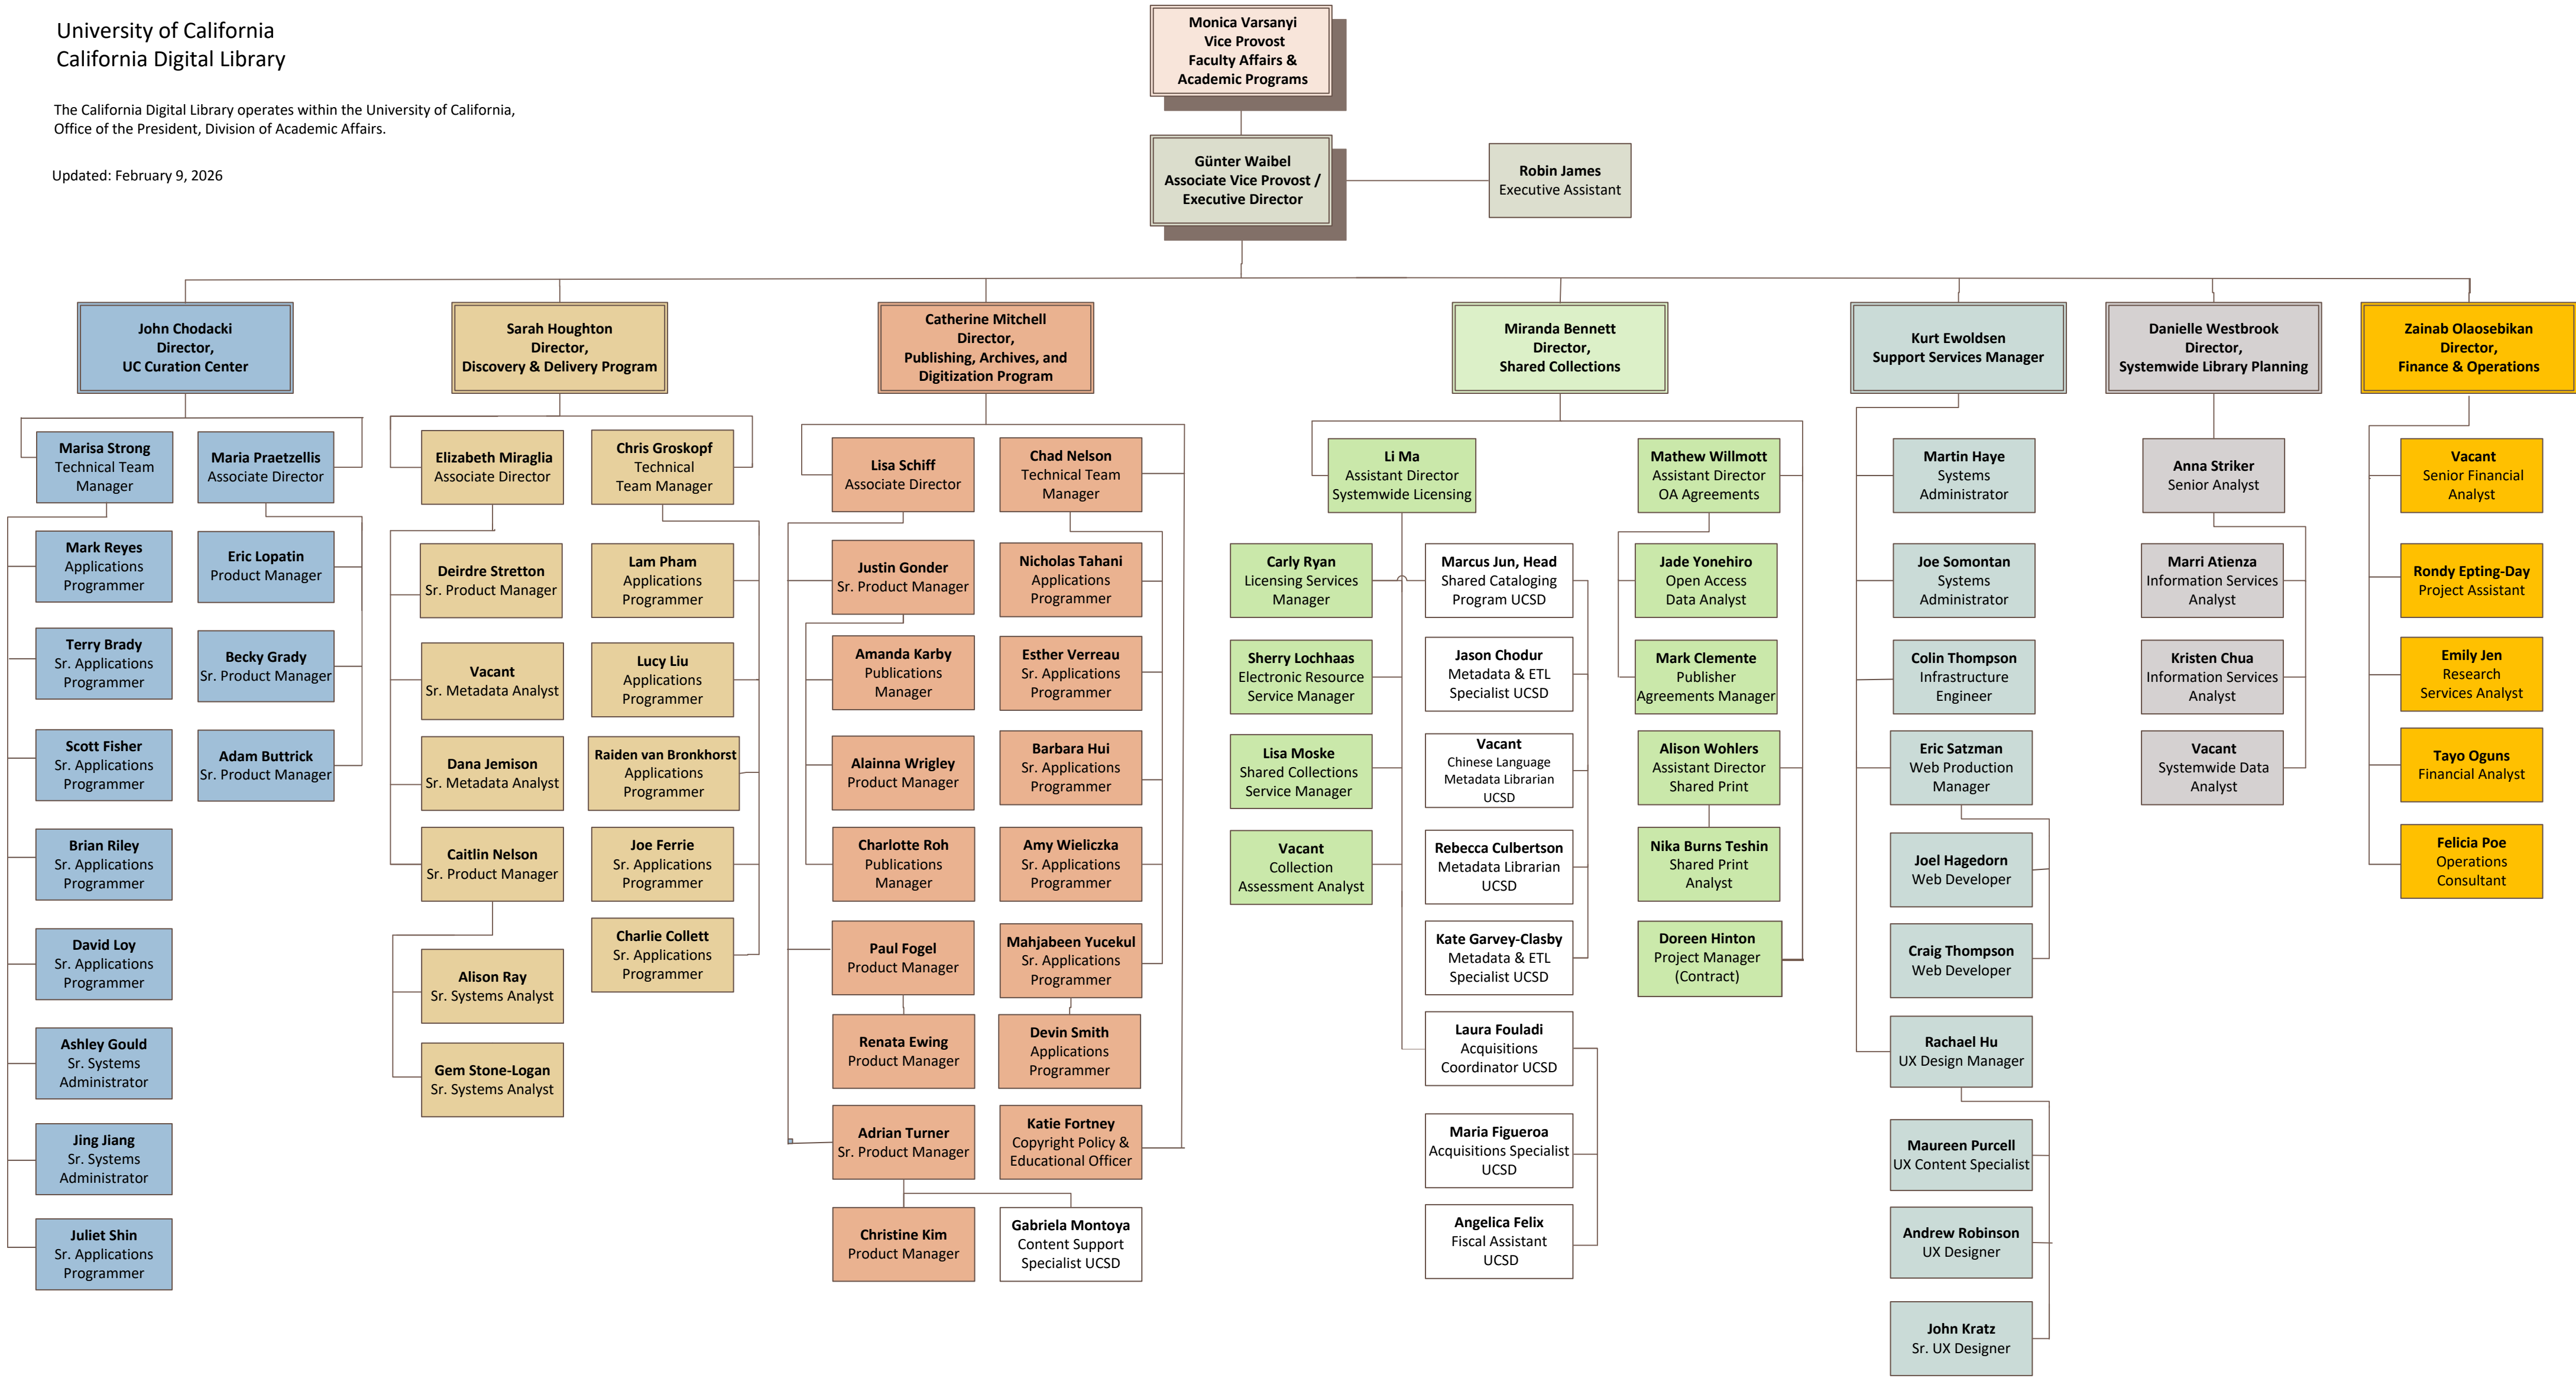 University of California
California Digital Library
The California Digital Library operates within the University of California,
Office of the President, Division of Academic Affairs.
Updated: February 9, 2026
Monica Varsanyi
Vice Provost
Faculty Affairs &
Academic Programs
Günter Waibel
Associate Vice Provost /
Executive Director
Robin James
Executive Assistant
John Chodacki
Director,
UC Curation Center
Marisa Strong
Technical Team
Manager
Mark Reyes
Applications
Programmer
Terry Brady
Sr. Applications
Programmer
Scott Fisher
Sr. Applications
Programmer
Brian Riley
Sr. Applications
Programmer
David Loy
Sr. Applications
Programmer
Ashley Gould
Sr. Systems
Administrator
Jing Jiang
Sr. Systems
Administrator
Juliet Shin
Sr. Applications
Programmer
Maria Praetzellis
Associate Director
Eric Lopatin
Product Manager
Becky Grady
Sr. Product Manager
Adam Buttrick
Sr. Product Manager
Sarah Houghton
Director,
Discovery & Delivery Program
Elizabeth Miraglia
Associate Director
Deirdre Stretton
Sr. Product Manager
Vacant
Sr. Metadata Analyst
Dana Jemison
Sr. Metadata Analyst
Caitlin Nelson
Sr. Product Manager
Alison Ray
Sr. Systems Analyst
Gem Stone-Logan
Sr. Systems Analyst
Chris Groskopf
Technical
Team Manager
Lam Pham
Applications
Programmer
Lucy Liu
Applications
Programmer
Raiden van Bronkhorst
Applications
Programmer
Joe Ferrie
Sr. Applications
Programmer
Charlie Collett
Sr. Applications
Programmer
Catherine Mitchell
Director,
Publishing, Archives, and
Digitization Program
Lisa Schiff
Associate Director
Justin Gonder
Sr. Product Manager
Amanda Karby
Publications
Manager
Alainna Wrigley
Product Manager
Charlotte Roh
Publications
Manager
Paul Fogel
Product Manager
Renata Ewing
Product Manager
Adrian Turner
Sr. Product Manager
Christine Kim
Product Manager
Chad Nelson
Technical Team
Manager
Nicholas Tahani
Applications
Programmer
Esther Verreau
Sr. Applications
Programmer
Barbara Hui
Sr. Applications
Programmer
Amy Wieliczka
Sr. Applications
Programmer
Mahjabeen Yucekul
Sr. Applications
Programmer
Devin Smith
Applications
Programmer
Katie Fortney
Copyright Policy &
Educational Officer
Gabriela Montoya
Content Support
Specialist UCSD
Miranda Bennett
Director,
Shared Collections
Li Ma
Assistant Director
Systemwide Licensing
Carly Ryan
Licensing Services
Manager
Sherry Lochhaas
Electronic Resource
Service Manager
Lisa Moske
Shared Collections
Service Manager
Vacant
Collection
Assessment Analyst
Marcus Jun, Head
Shared Cataloging
Program UCSD
Jason Chodur
Metadata & ETL
Specialist UCSD
Vacant
Chinese Language
Metadata Librarian
UCSD
Rebecca Culbertson
Metadata Librarian
UCSD
Kate Garvey-Clasby
Metadata & ETL
Specialist UCSD
Laura Fouladi
Acquisitions
Coordinator UCSD
Maria Figueroa
Acquisitions Specialist
UCSD
Angelica Felix
Fiscal Assistant
UCSD
Mathew Willmott
Assistant Director
OA Agreements
Jade Yonehiro
Open Access
Data Analyst
Mark Clemente
Publisher
Agreements Manager
Alison Wohlers
Assistant Director
Shared Print
Nika Burns Teshin
Shared Print
Analyst
Doreen Hinton
Project Manager
(Contract)
Kurt Ewoldsen
Support Services Manager
Martin Haye
Systems
Administrator
Joe Somontan
Systems
Administrator
Colin Thompson
Infrastructure
Engineer
Eric Satzman
Web Production
Manager
Joel Hagedorn
Web Developer
Craig Thompson
Web Developer
Rachael Hu
UX Design Manager
Maureen Purcell
UX Content Specialist
Andrew Robinson
UX Designer
John Kratz
Sr. UX Designer
Danielle Westbrook
Director,
Systemwide Library Planning
Anna Striker
Senior Analyst
Marri Atienza
Information Services
Analyst
Kristen Chua
Information Services
Analyst
Vacant
Systemwide Data
Analyst
Zainab Olaosebikan
Director,
Finance & Operations
Vacant
Senior Financial
Analyst
Rondy Epting-Day
Project Assistant
Emily Jen
Research
Services Analyst
Tayo Oguns
Financial Analyst
Felicia Poe
Operations
Consultant